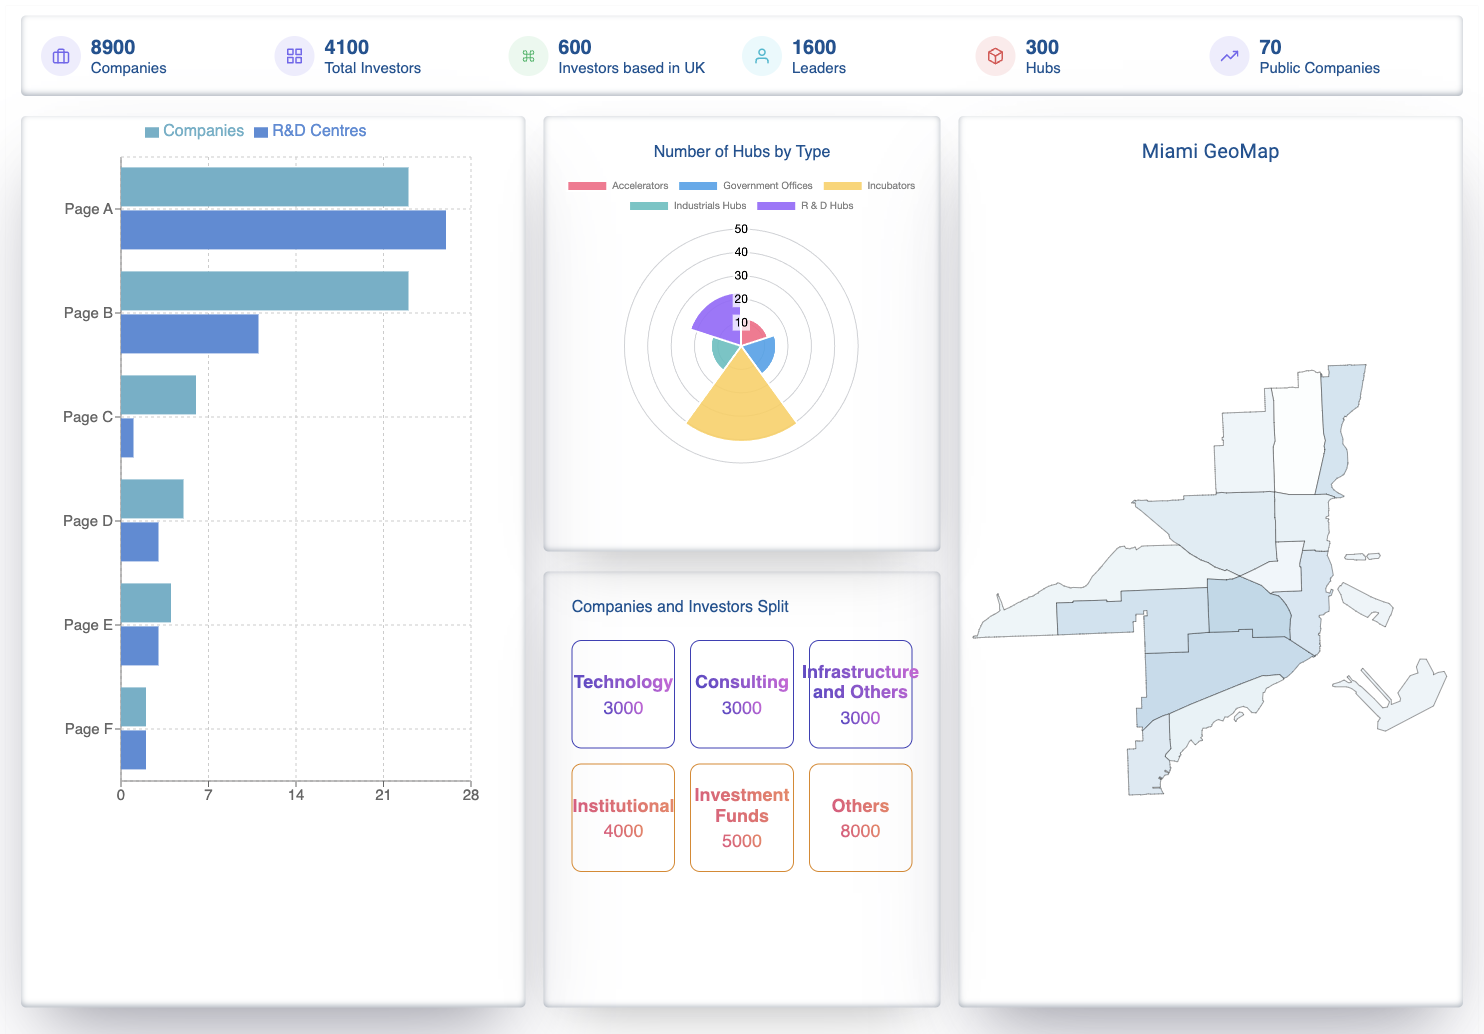 8900
Companies
4100
Total Investors
600
Investors based in UK
1600
Leaders
300
Hubs
70
Public Companies
Companies R&D Centres
Page A
Page B
Page C
Page D
Page E
Page F
0 7 14 21 28
Number of Hubs by Type
Accelerators Government Offices Incubators
Industrials Hubs R & D Hubs
50
40
30
20
10
Companies and Investors Split
Technology
3000
Consulting
3000
Infrastructure
and Others
3000
Institutional
4000
Investment
Funds
5000
Others
8000
Miami GeoMap